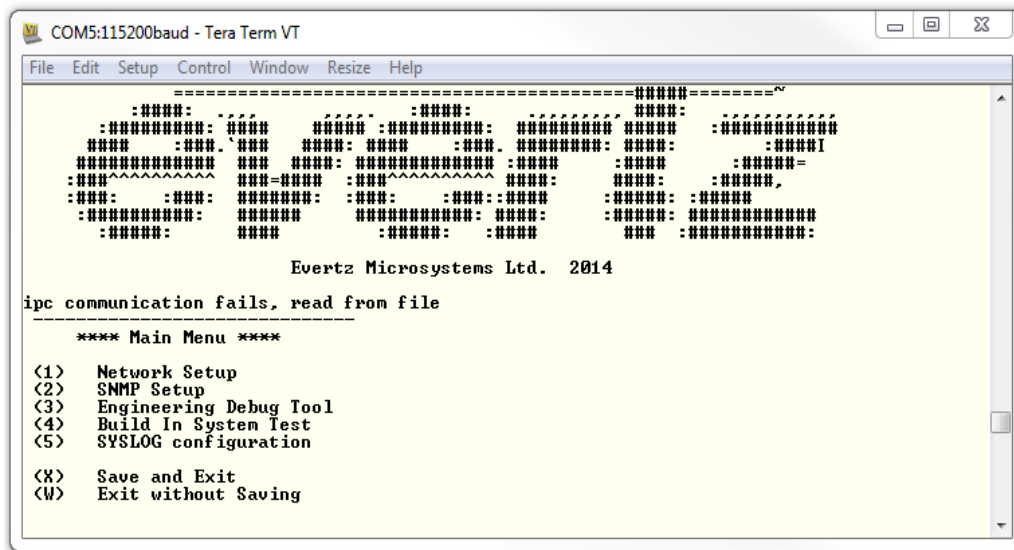 COM5:115200baud - Tera Term VT
File Edit Setup Control Window Resize Help
evertz
Evertz Microsystems Ltd. 2014
ipc communication fails, read from file
**** Main Menu ****
(1) Network Setup
(2) SNMP Setup
(3) Engineering Debug Tool
(4) Build In System Test
(5) SYSLOG configuration
(X) Save and Exit
(W) Exit without Saving